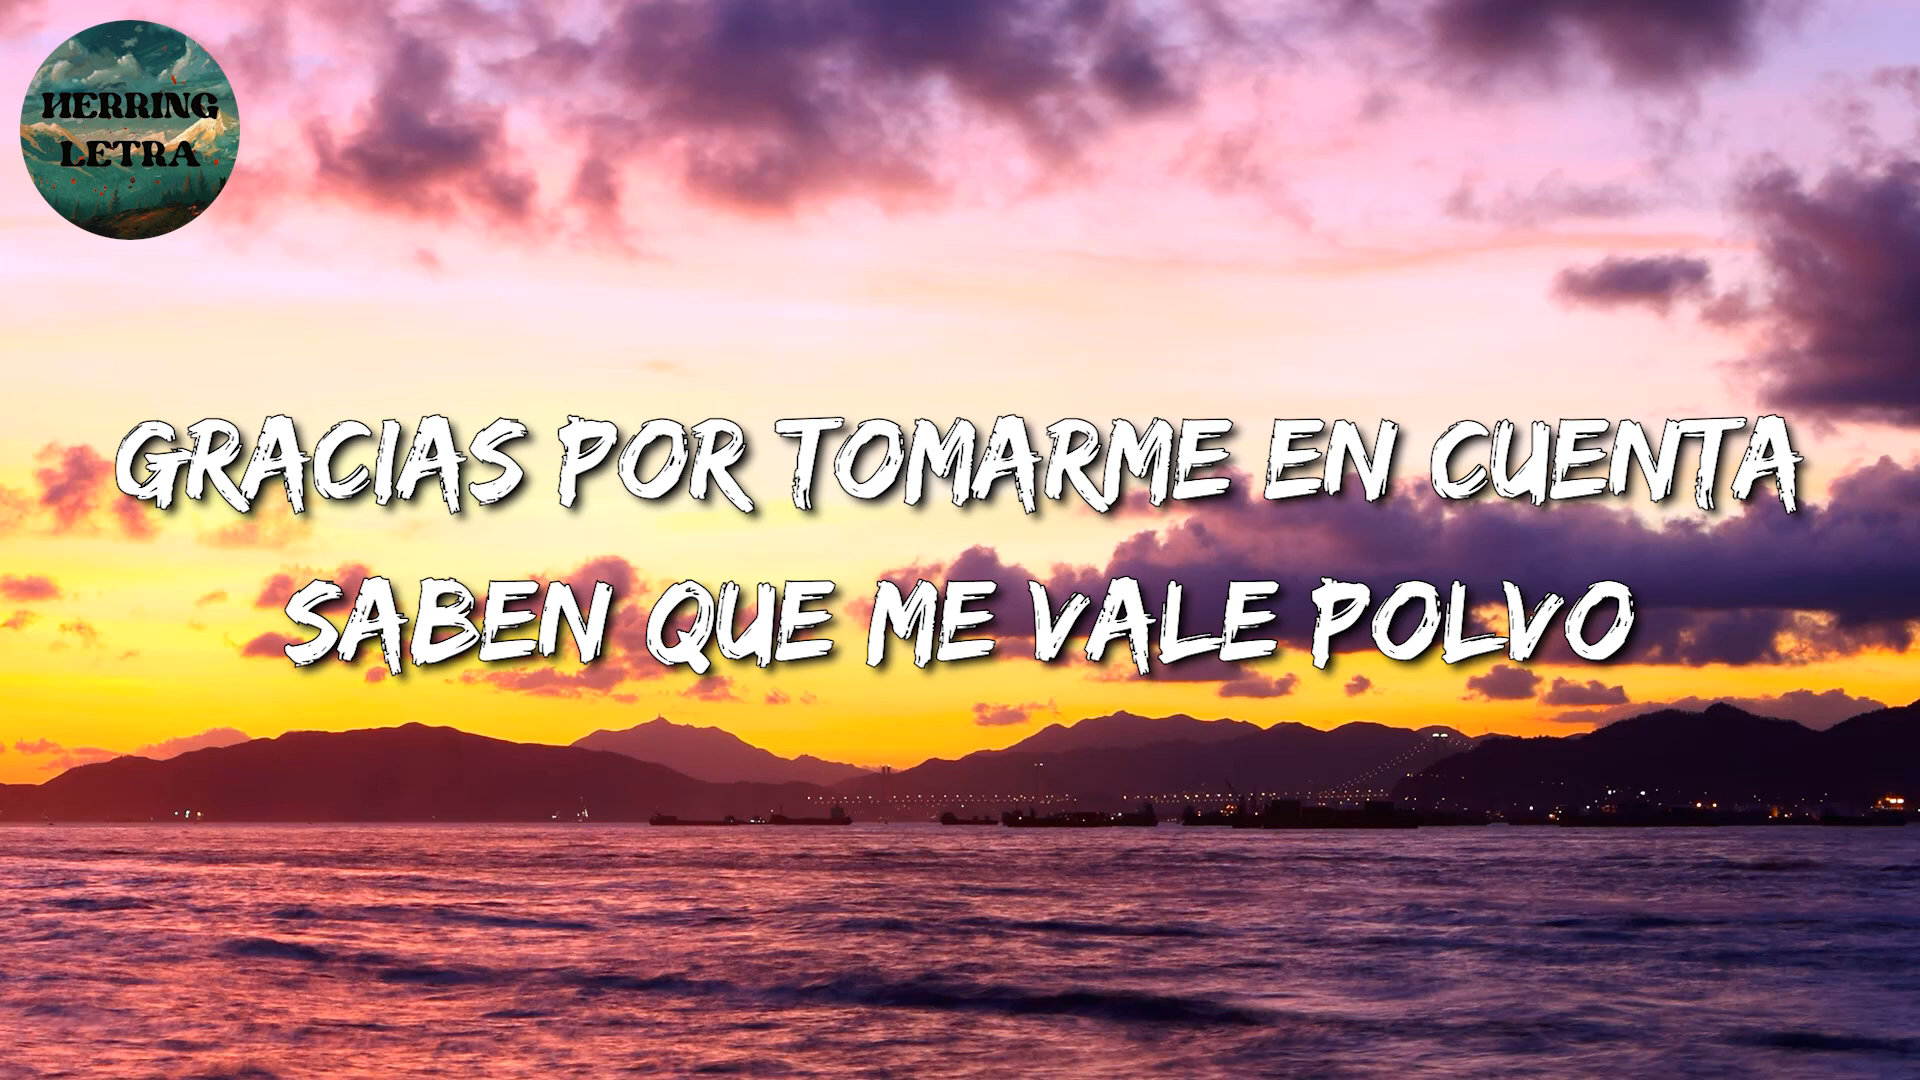 HERRING
LETRA
GRACIAS POR TOMARME EN CUENTA
SABEN QUE ME VALE POLVO